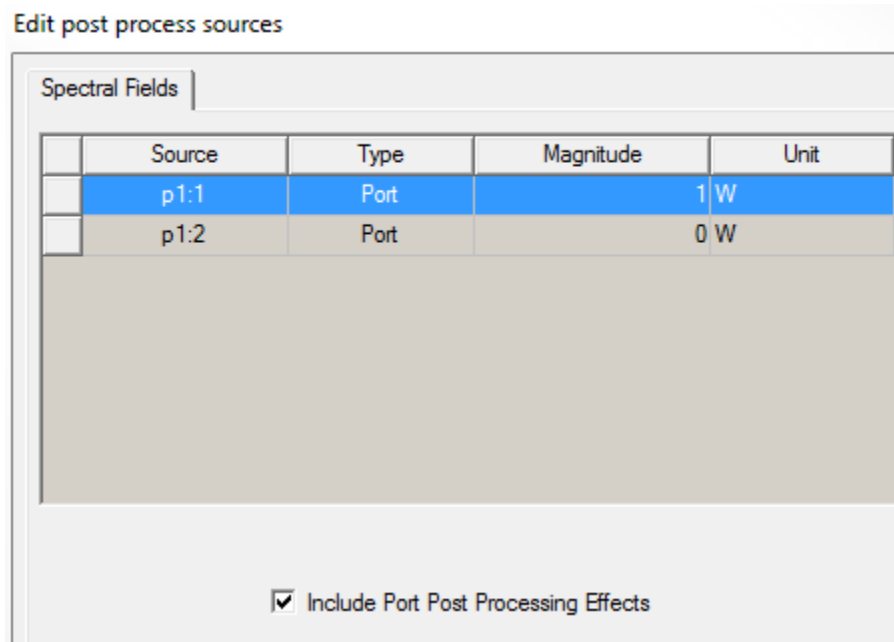 Edit post process sources
Spectral Fields
Source Type Magnitude Unit
p1:1 Port 1 W
p1:2 Port 0 W
Include Port Post Processing Effects